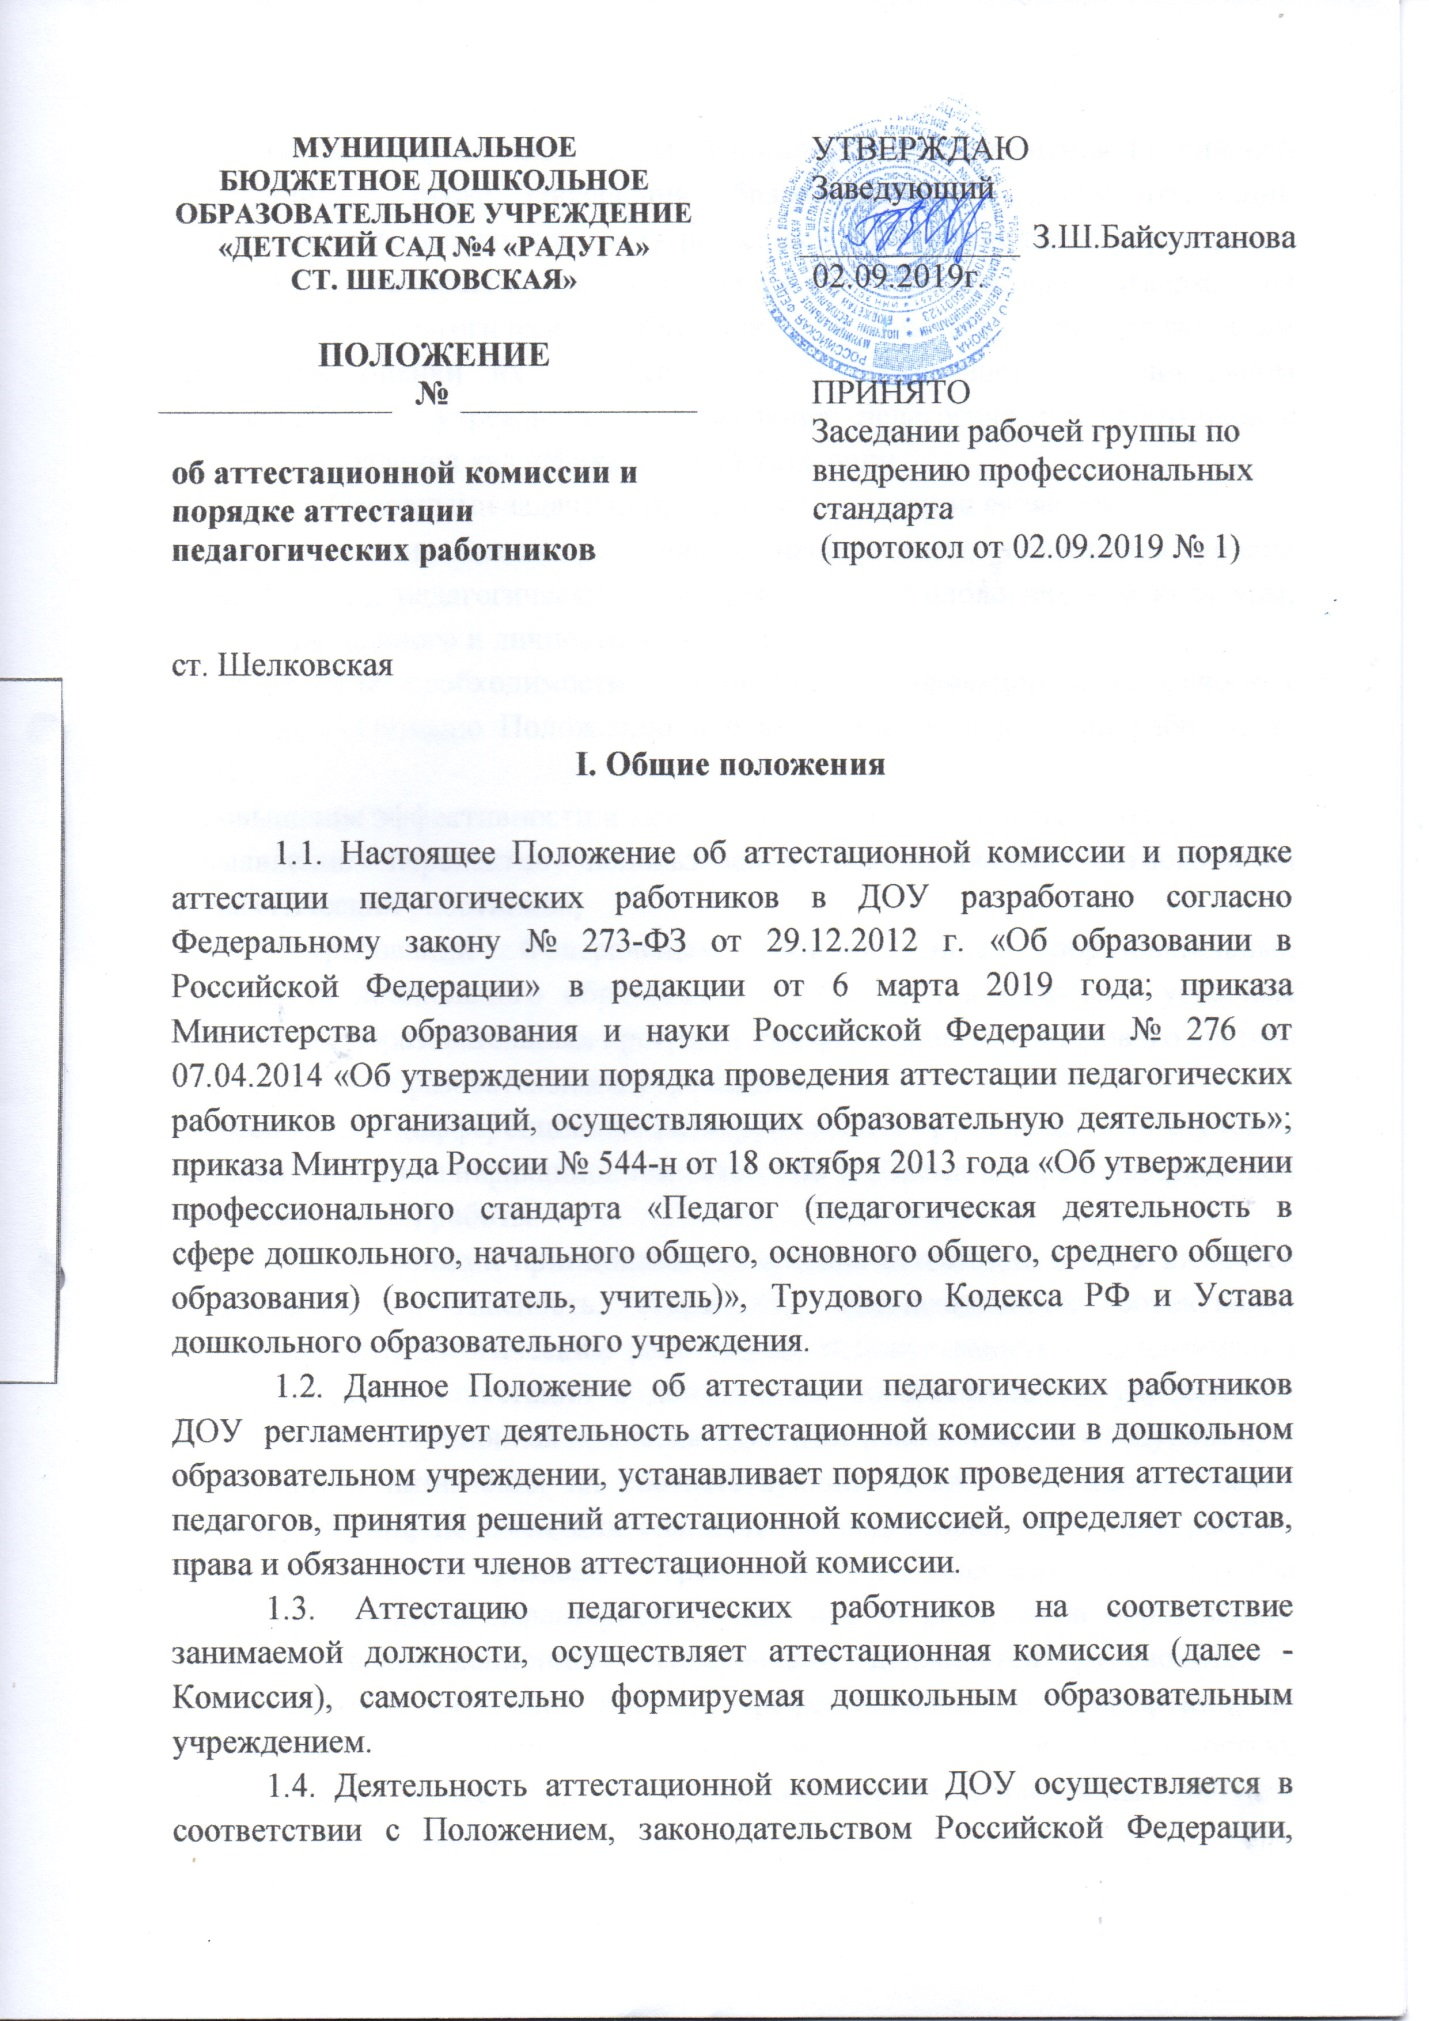 МУНИЦИПАЛЬНОЕ
БЮДЖЕТНОЕ ДОШКОЛЬНОЕ
ОБРАЗОВАТЕЛЬНОЕ УЧРЕЖДЕНИЕ
«ДЕТСКИЙ САД №4 «РАДУГА»
СТ. ШЕЛКОВСКАЯ»
ПОЛОЖЕНИЕ
№
об аттестационной комиссии и
порядке аттестации
педагогических работников
ст. Шелковская
УТВЕРЖДАЮ
Заведующий
З.Ш.Байсултанова
02.09.2019г.
ПРИНЯТО
Заседании рабочей группы по
внедрению профессиональных
стандарта
(протокол от 02.09.2019 № 1)
I. Общие положения
1.1. Настоящее Положение об аттестационной комиссии и порядке
аттестации педагогических работников в ДОУ разработано согласно
Федеральному закону № 273-ФЗ от 29.12.2012 г. «Об образовании в
Российской Федерации» в редакции от 6 марта 2019 года; приказа
Министерства образования и науки Российской Федерации № 276 от
07.04.2014 «Об утверждении порядка проведения аттестации педагогических
работников организаций, осуществляющих образовательную деятельность»;
приказа Минтруда России № 544-н от 18 октября 2013 года «Об утверждении
профессионального стандарта «Педагог (педагогическая деятельность в
сфере дошкольного, начального общего, основного общего, среднего общего
образования) (воспитатель, учитель)», Трудового Кодекса РФ и Устава
дошкольного образовательного учреждения.
1.2. Данное Положение об аттестации педагогических работников
ДОУ регламентирует деятельность аттестационной комиссии в дошкольном
образовательном учреждении, устанавливает порядок проведения аттестации
педагогов, принятия решений аттестационной комиссией, определяет состав,
права и обязанности членов аттестационной комиссии.
1.3. Аттестацию педагогических работников на соответствие
занимаемой должности, осуществляет аттестационная комиссия (далее -
Комиссия), самостоятельно формируемая дошкольным образовательным
учреждением.
1.4. Деятельность аттестационной комиссии ДОУ осуществляется в
соответствии с Положением, законодательством Российской Федерации,